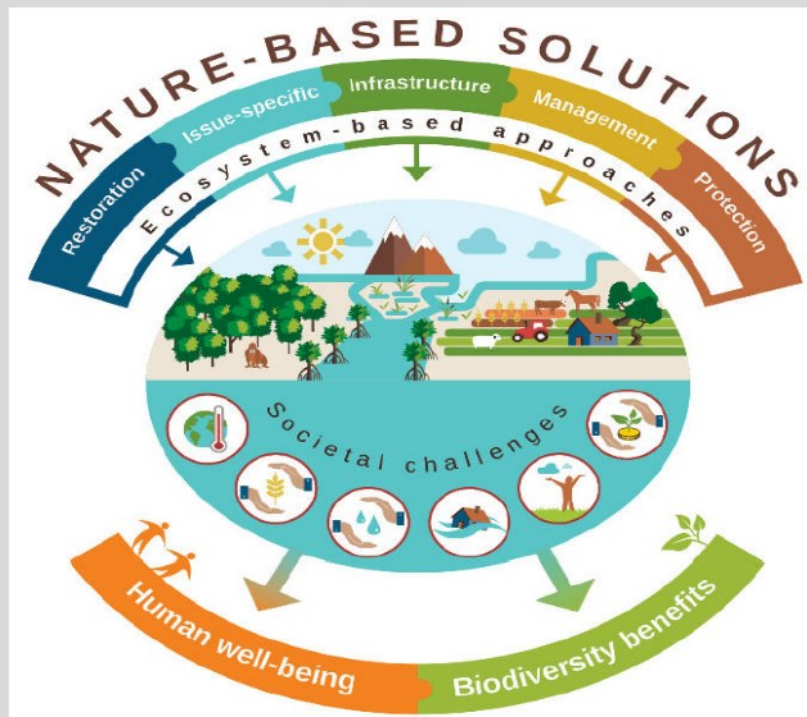 NATURE-BASED SOLUTIONS
Restoration
Issue-specific
Infrastructure
Management
Protection
Ecosystem-based approaches
Societal challenges
Human well-being
Biodiversity benefits